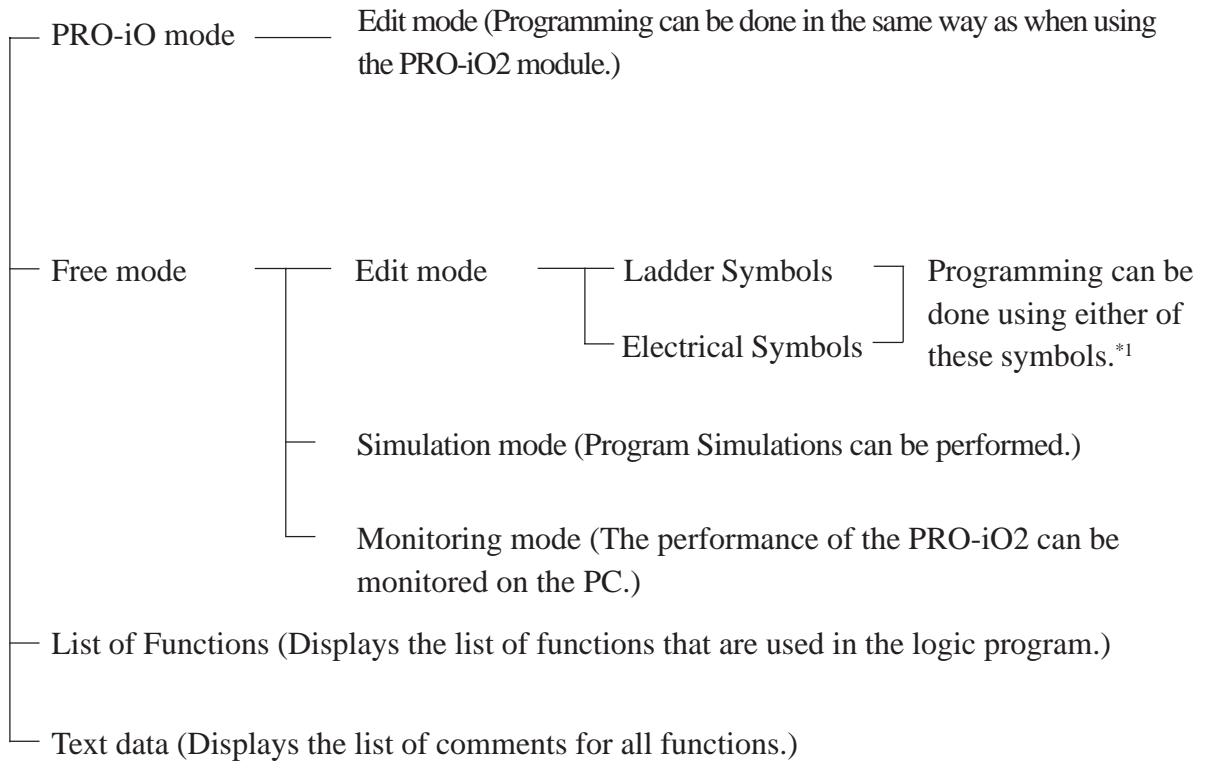 PRO-iO mode
Edit mode (Programming can be done in the same way as when using
the PRO-iO2 module.)
Free mode
Edit mode
Ladder Symbols
Electrical Symbols
Programming can be
done using either of
these symbols.*1
Simulation mode (Program Simulations can be performed.)
Monitoring mode (The performance of the PRO-iO2 can be
monitored on the PC.)
List of Functions (Displays the list of functions that are used in the logic program.)
Text data (Displays the list of comments for all functions.)